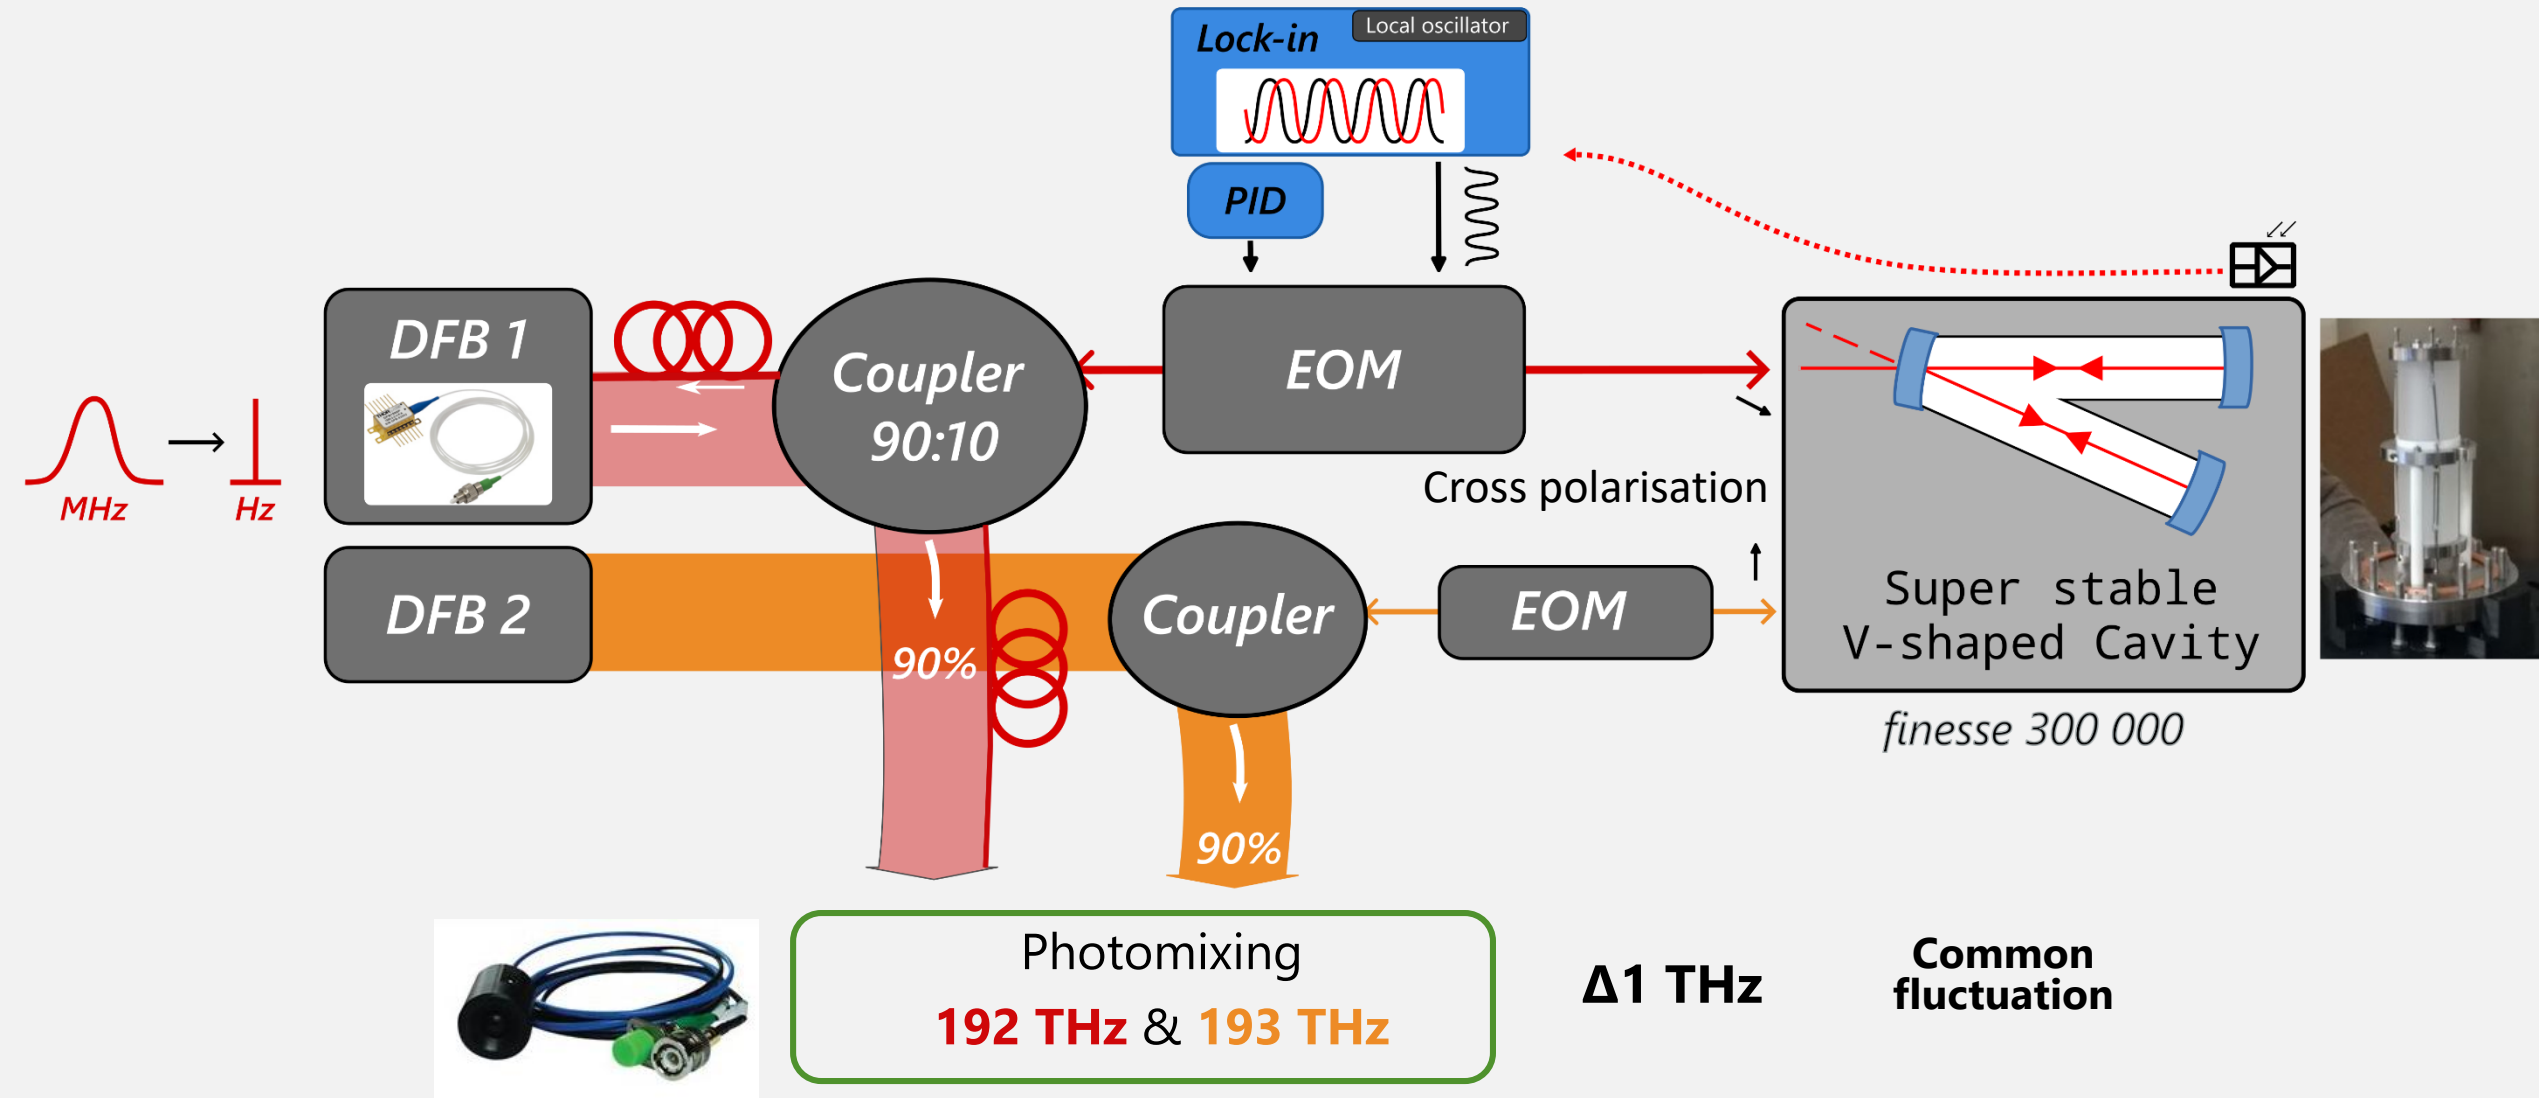 Lock-in
Local oscillator
PID
DFB 1
Coupler
90:10
EOM
MHz
Hz
Cross polarisation
DFB 2
90%
Coupler
EOM
Super stable
V-shaped Cavity
finesse 300 000
90%
Photomixing
192 THz & 193 THz
Δ1 THz
Common
fluctuation